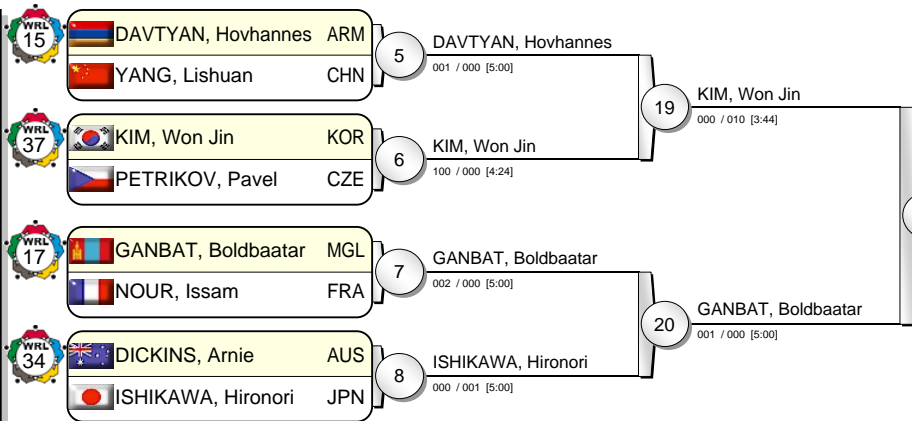 WRL 15
DAVTYAN, Hovhannes ARM
YANG, Lishuan CHN
5
DAVTYAN, Hovhannes
001 / 000 [5:00]
19
KIM, Won Jin
000 / 010 [3:44]
WRL 37
KIM, Won Jin KOR
PETRIKOV, Pavel CZE
6
KIM, Won Jin
100 / 000 [4:24]
WRL 17
GANBAT, Boldbaatar MGL
NOUR, Issam FRA
7
GANBAT, Boldbaatar
002 / 000 [5:00]
20
GANBAT, Boldbaatar
001 / 000 [5:00]
WRL 34
DICKINS, Arnie AUS
ISHIKAWA, Hironori JPN
8
ISHIKAWA, Hironori
000 / 001 [5:00]